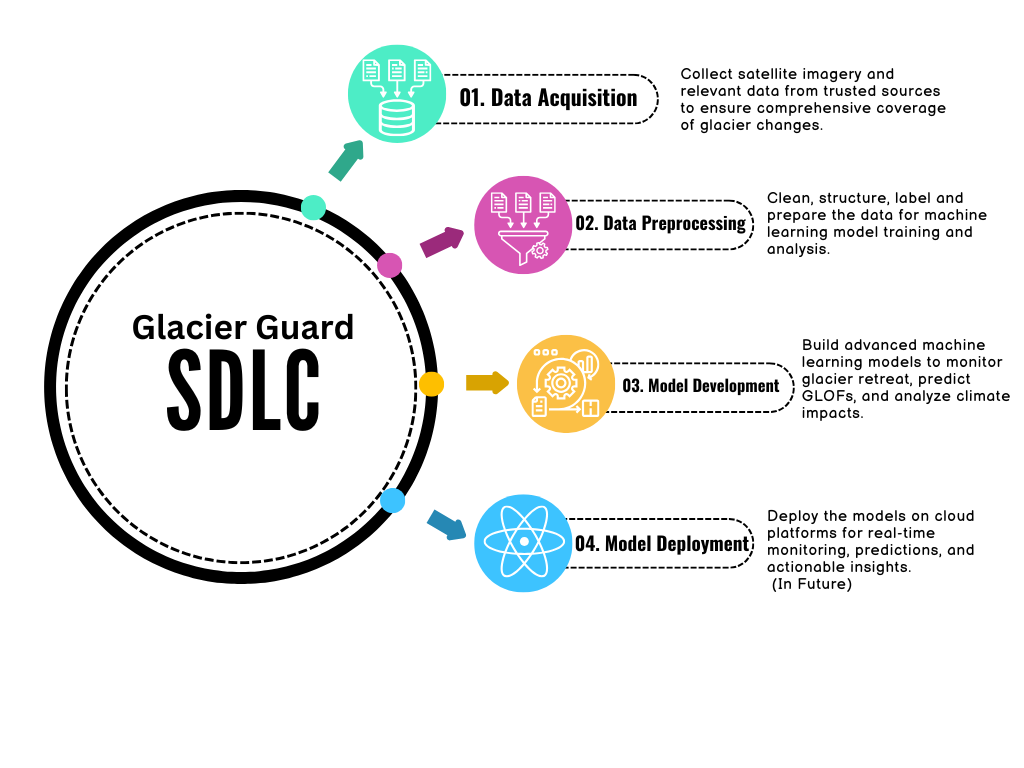 Glacier Guard
SDLC
01. Data Acquisition
Collect satellite imagery and
relevant data from trusted sources
to ensure comprehensive coverage
of glacier changes.
02. Data Preprocessing
Clean, structure, label and
prepare the data for machine
learning model training and
analysis.
03. Model Development
Build advanced machine
learning models to monitor
glacier retreat, predict
GLOFs, and analyze climate
impacts.
04. Model Deployment
Deploy the models on cloud
platforms for real-time
monitoring, predictions, and
actionable insights.
(In Future)